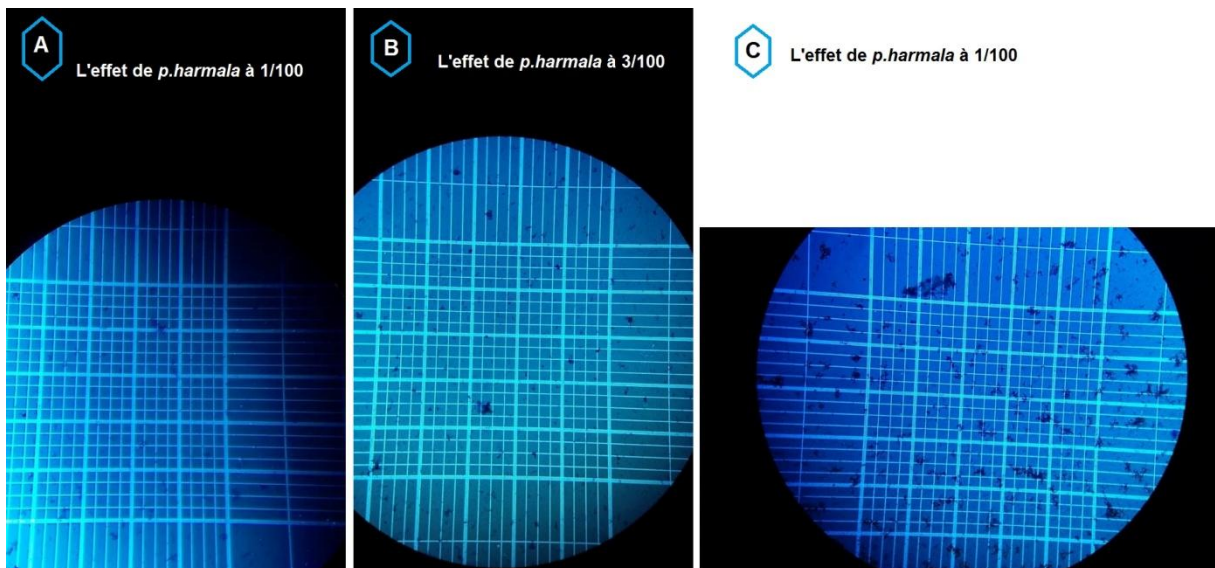 A
L'effet de p.harmala à 1/100
B
L'effet de p.harmala à 3/100
C
L'effet de p.harmala à 1/100